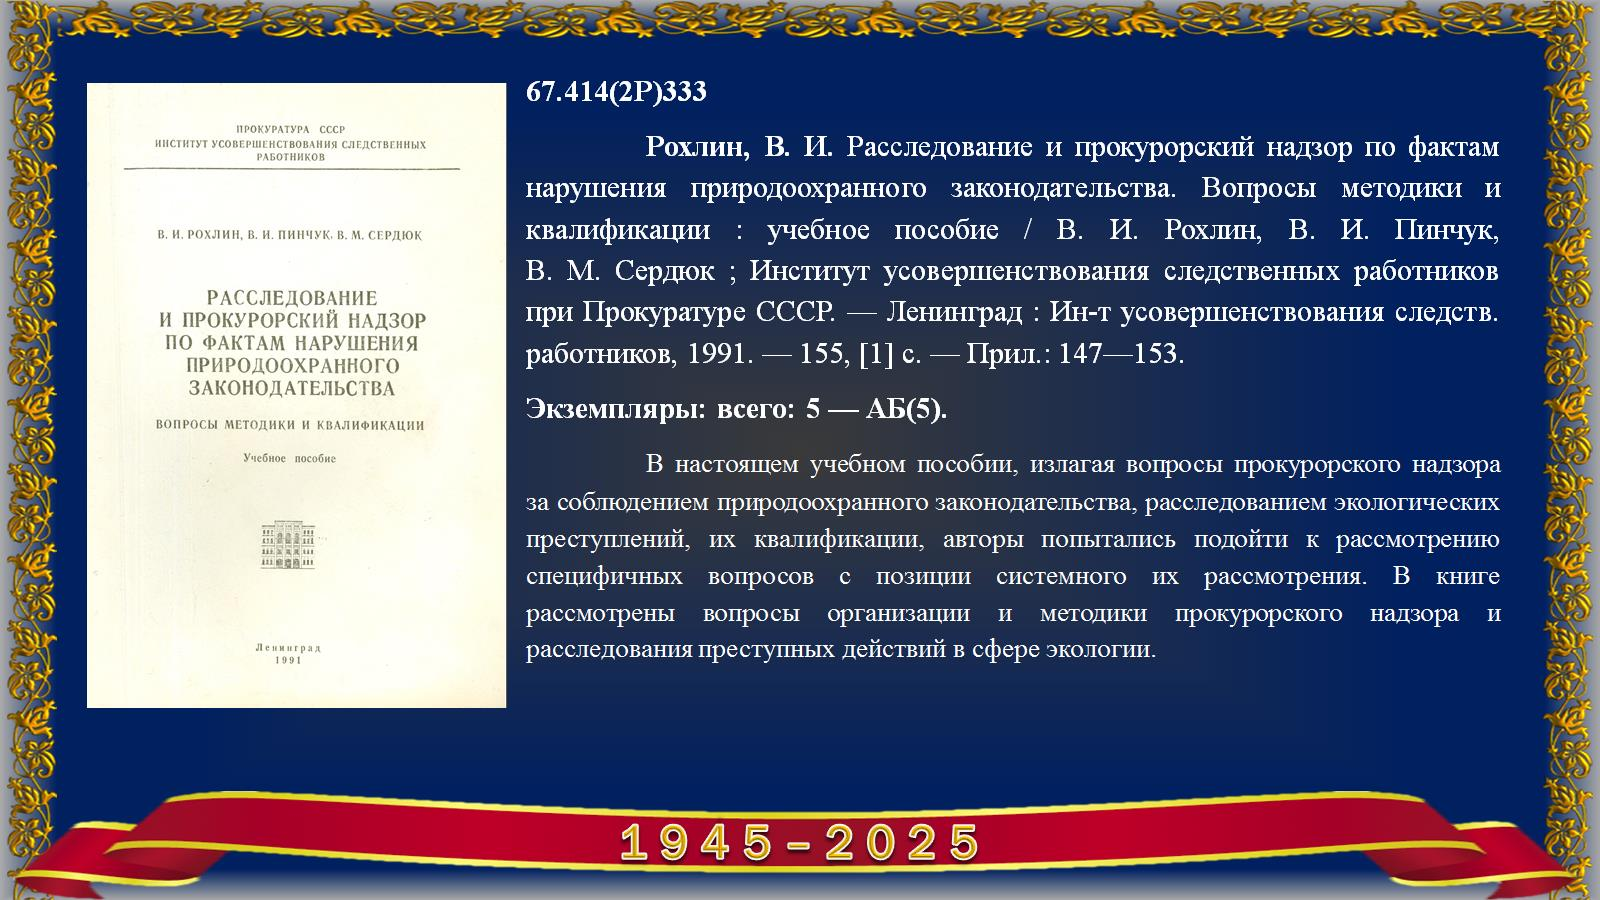 ПРОКУРАТУРА СССР
ИНСТИТУТ УСОВЕРШЕНСТВОВАНИЯ СЛЕДСТВЕННЫХ
РАБОТНИКОВ
В. И. РОХЛИН, В. И. ПИНЧУК, В. М. СЕРДЮК
РАССЛЕДОВАНИЕ
И ПРОКУРОРСКИЙ НАДЗОР
ПО ФАКТАМ НАРУШЕНИЯ
ПРИРОДООХРАННОГО
ЗАКОНОДАТЕЛЬСТВА
ВОПРОСЫ МЕТОДИКИ И КВАЛИФИКАЦИИ
Учебное пособие
Ленинград
1991
67.414(2Р)333
Рохлин, В. И. Расследование и прокурорский надзор по фактам
нарушения природоохранного законодательства. Вопросы методики и
квалификации : учебное пособие / В. И. Рохлин, В. И. Пинчук,
В. М. Сердюк ; Институт усовершенствования следственных работников
при Прокуратуре СССР. — Ленинград : Ин-т усовершенствования следств.
работников, 1991. — 155, [1] с. — Прил.: 147—153.
Экземпляры: всего: 5 — АБ(5).
В настоящем учебном пособии, излагая вопросы прокурорского надзора
за соблюдением природоохранного законодательства, расследованием экологических
преступлений, их квалификации, авторы попытались подойти к рассмотрению
специфичных вопросов с позиции системного их рассмотрения. В книге
рассмотрены вопросы организации и методики прокурорского надзора и
расследования преступных действий в сфере экологии.
1945–2025